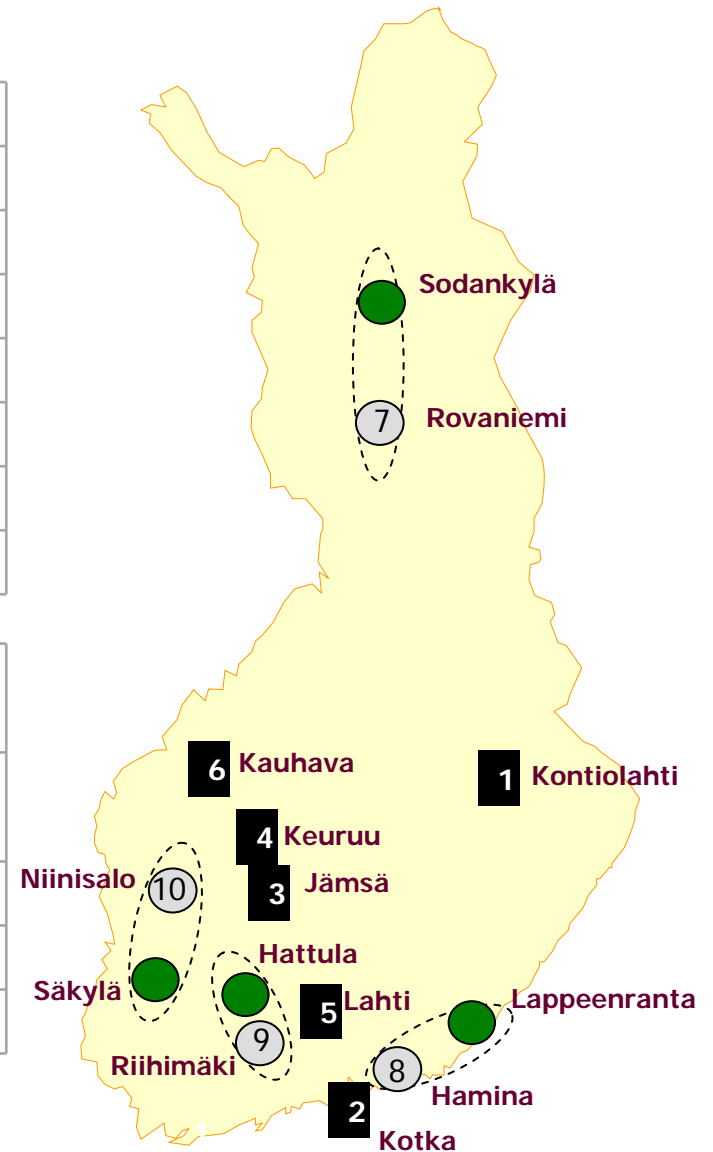 Sodankylä
7 Rovaniemi
6 Kauhava
1 Kontiolahti
4 Keuruu
Niinisalo 10
3 Jämsä
Hattula
Säkylä
5 Lahti
Lappeenranta
9
Riihimäki
8
Hamina
2
Kotka
1